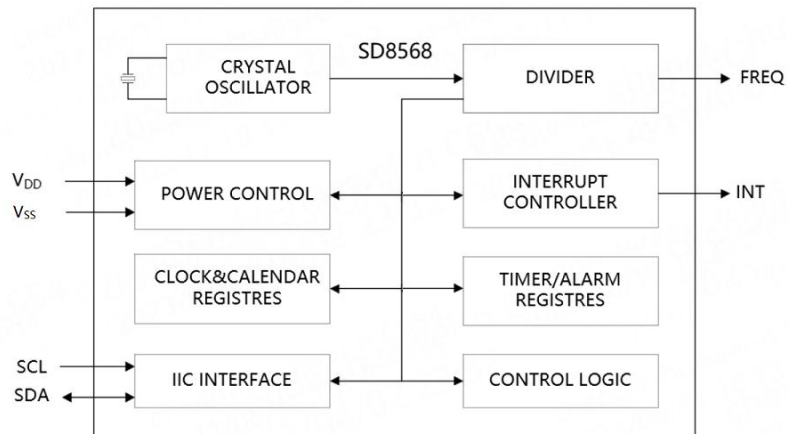 SD8568
CRYSTAL
OSCILLATOR
DIVIDER
FREQ
VDD
VSS
POWER CONTROL
INTERRUPT
CONTROLLER
INT
CLOCK&CALENDAR
REGISTRES
TIMER/ALARM
REGISTRES
SCL
SDA
IIC INTERFACE
CONTROL LOGIC